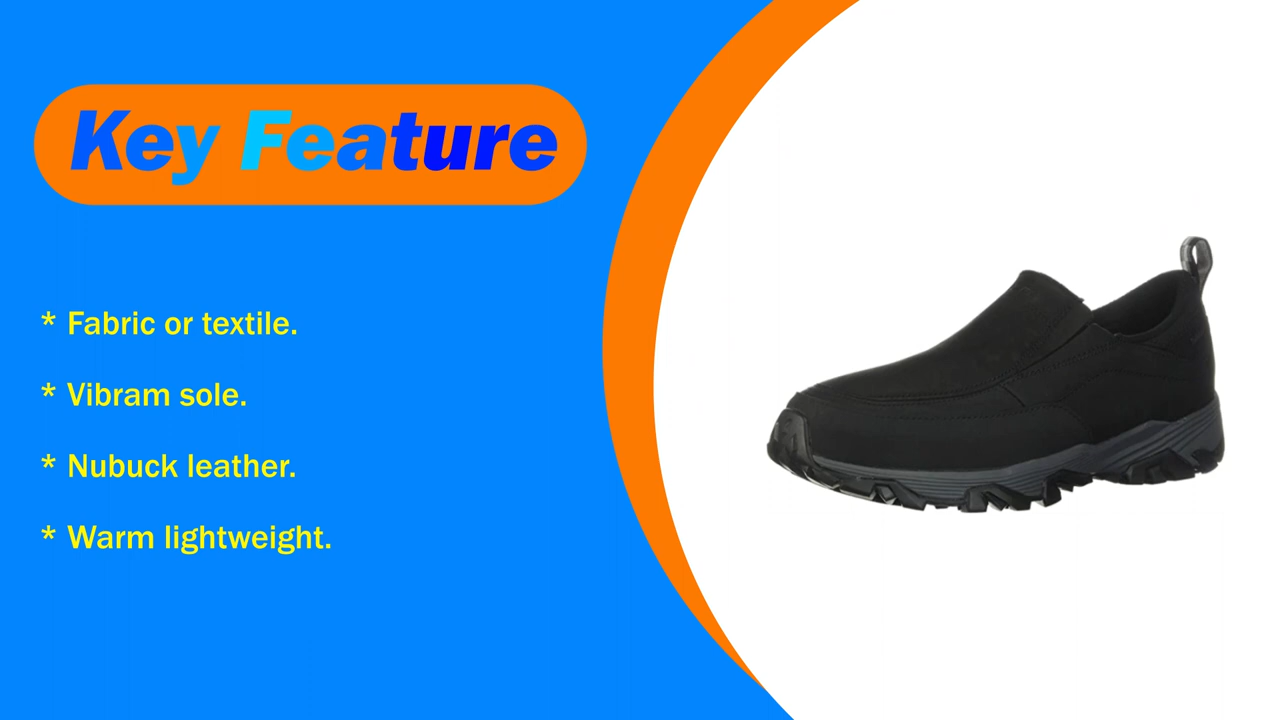 Key Feature
* Fabric or textile.
* Vibram sole.
* Nubuck leather.
* Warm lightweight.